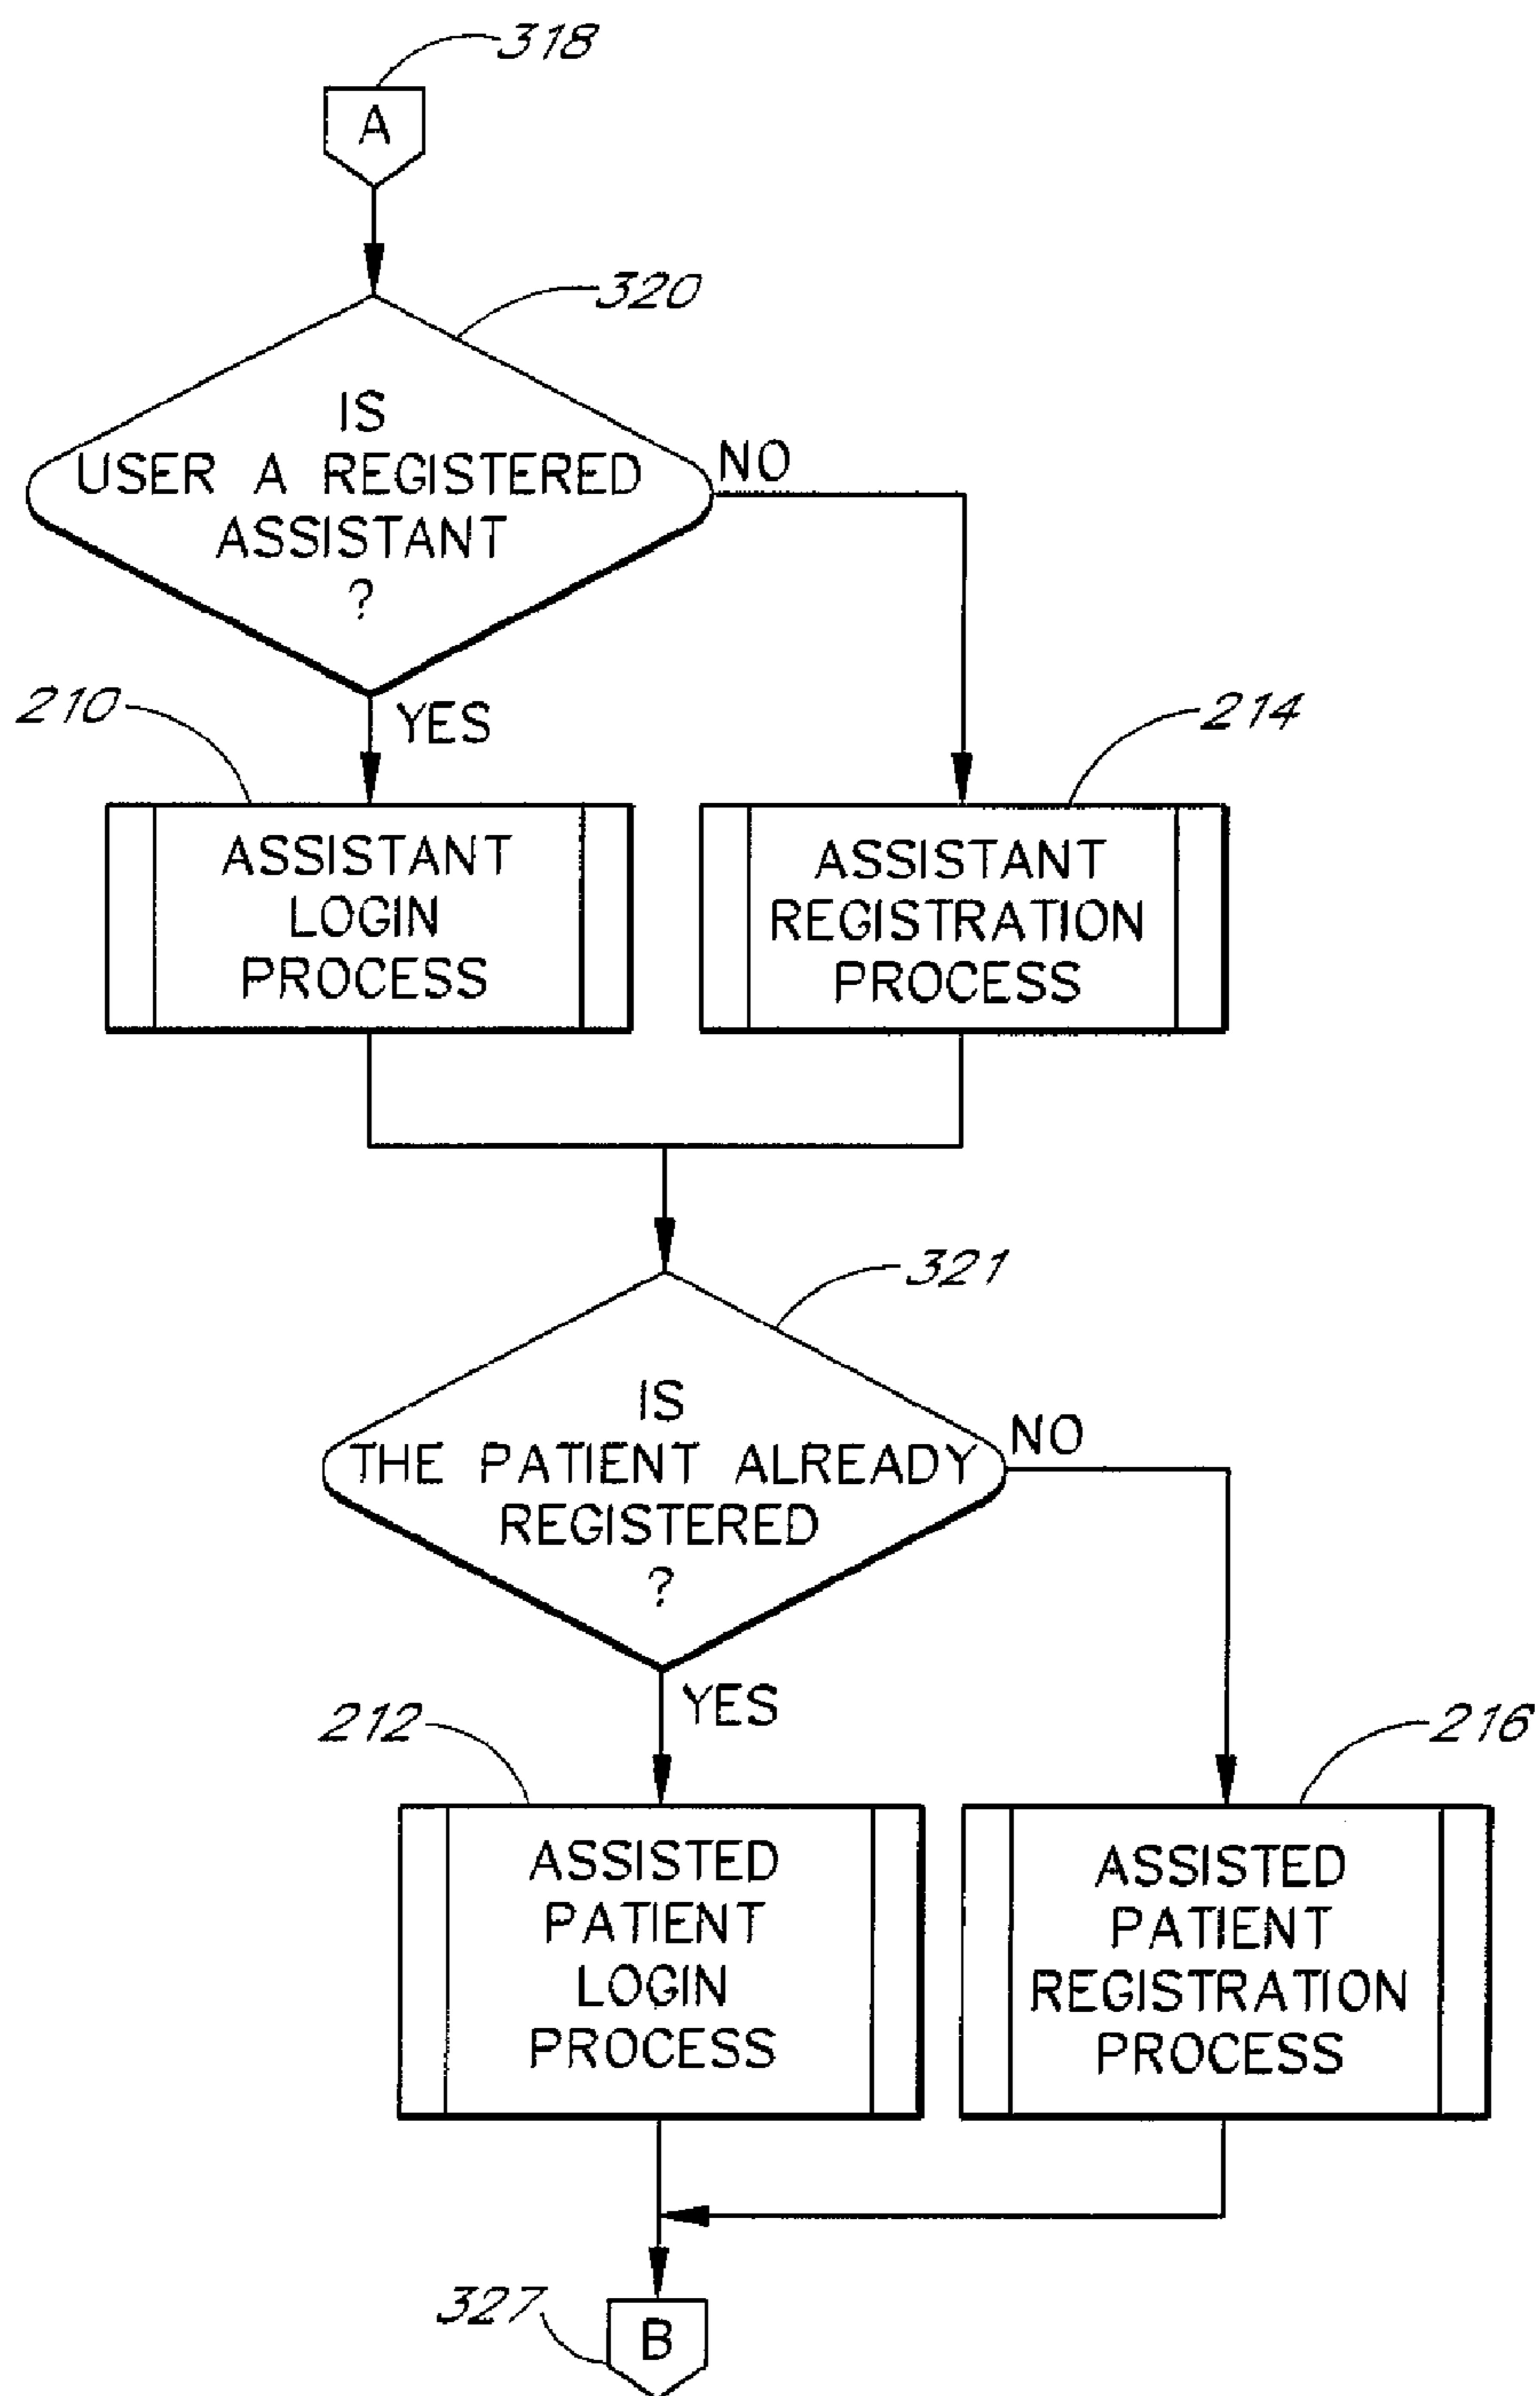 318
A
320
IS
USER A REGISTERED
ASSISTANT
?
NO
YES
210
214
ASSISTANT
LOGIN
PROCESS
ASSISTANT
REGISTRATION
PROCESS
321
IS
THE PATIENT ALREADY
REGISTERED
?
NO
YES
212
216
ASSISTED
PATIENT
LOGIN
PROCESS
ASSISTED
PATIENT
REGISTRATION
PROCESS
327
B